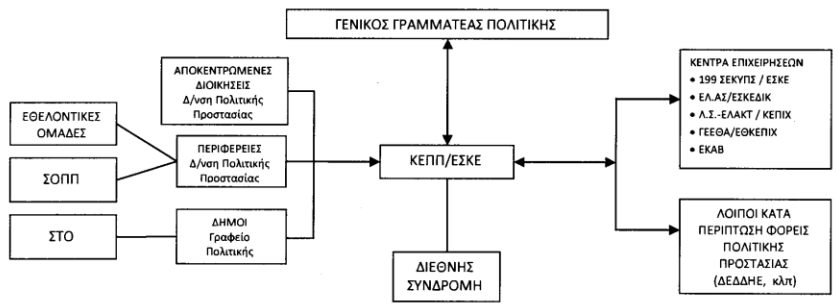 ΓΕΝΙΚΟΣ ΓΡΑΜΜΑΤΕΑΣ ΠΟΛΙΤΙΚΗΣ
ΑΠΟΚΕΝΤΡΩΜΕΝΕΣ
ΔΙΟΙΚΗΣΕΙΣ
Δ/νση Πολιτικής
Προστασίας
ΕΘΕΛΟΝΤΙΚΕΣ
ΟΜΑΔΕΣ
ΣΟΠΠ
ΠΕΡΙΦΕΡΕΙΕΣ
Δ/νση Πολιτικής
Προστασίας
ΣΤΟ
ΔΗΜΟΙ
Γραφείο
Πολιτικής
ΚΕΠΠ/ΕΣΚΕ
ΔΙΕΘΝΗΣ
ΣΥΝΔΡΟΜΗ
ΚΕΝΤΡΑ ΕΠΙΧΕΙΡΗΣΕΩΝ
• 199 ΣΕΚΥΠΣ / ΕΣΚΕ
• ΕΛ.ΑΣ/ΕΣΚΕΔΙΚ
• Λ.Σ.-ΕΛΑΚΤ / ΚΕΠΙΧ
• ΓΕΕΘΑ/ΕΘΚΕΠΙΧ
• ΕΚΑΒ
ΛΟΙΠΟΙ ΚΑΤΑ
ΠΕΡΙΠΤΩΣΗ ΦΟΡΕΙΣ
ΠΟΛΙΤΙΚΗΣ
ΠΡΟΣΤΑΣΙΑΣ
(ΔΕΔΔΗΕ, κλπ)